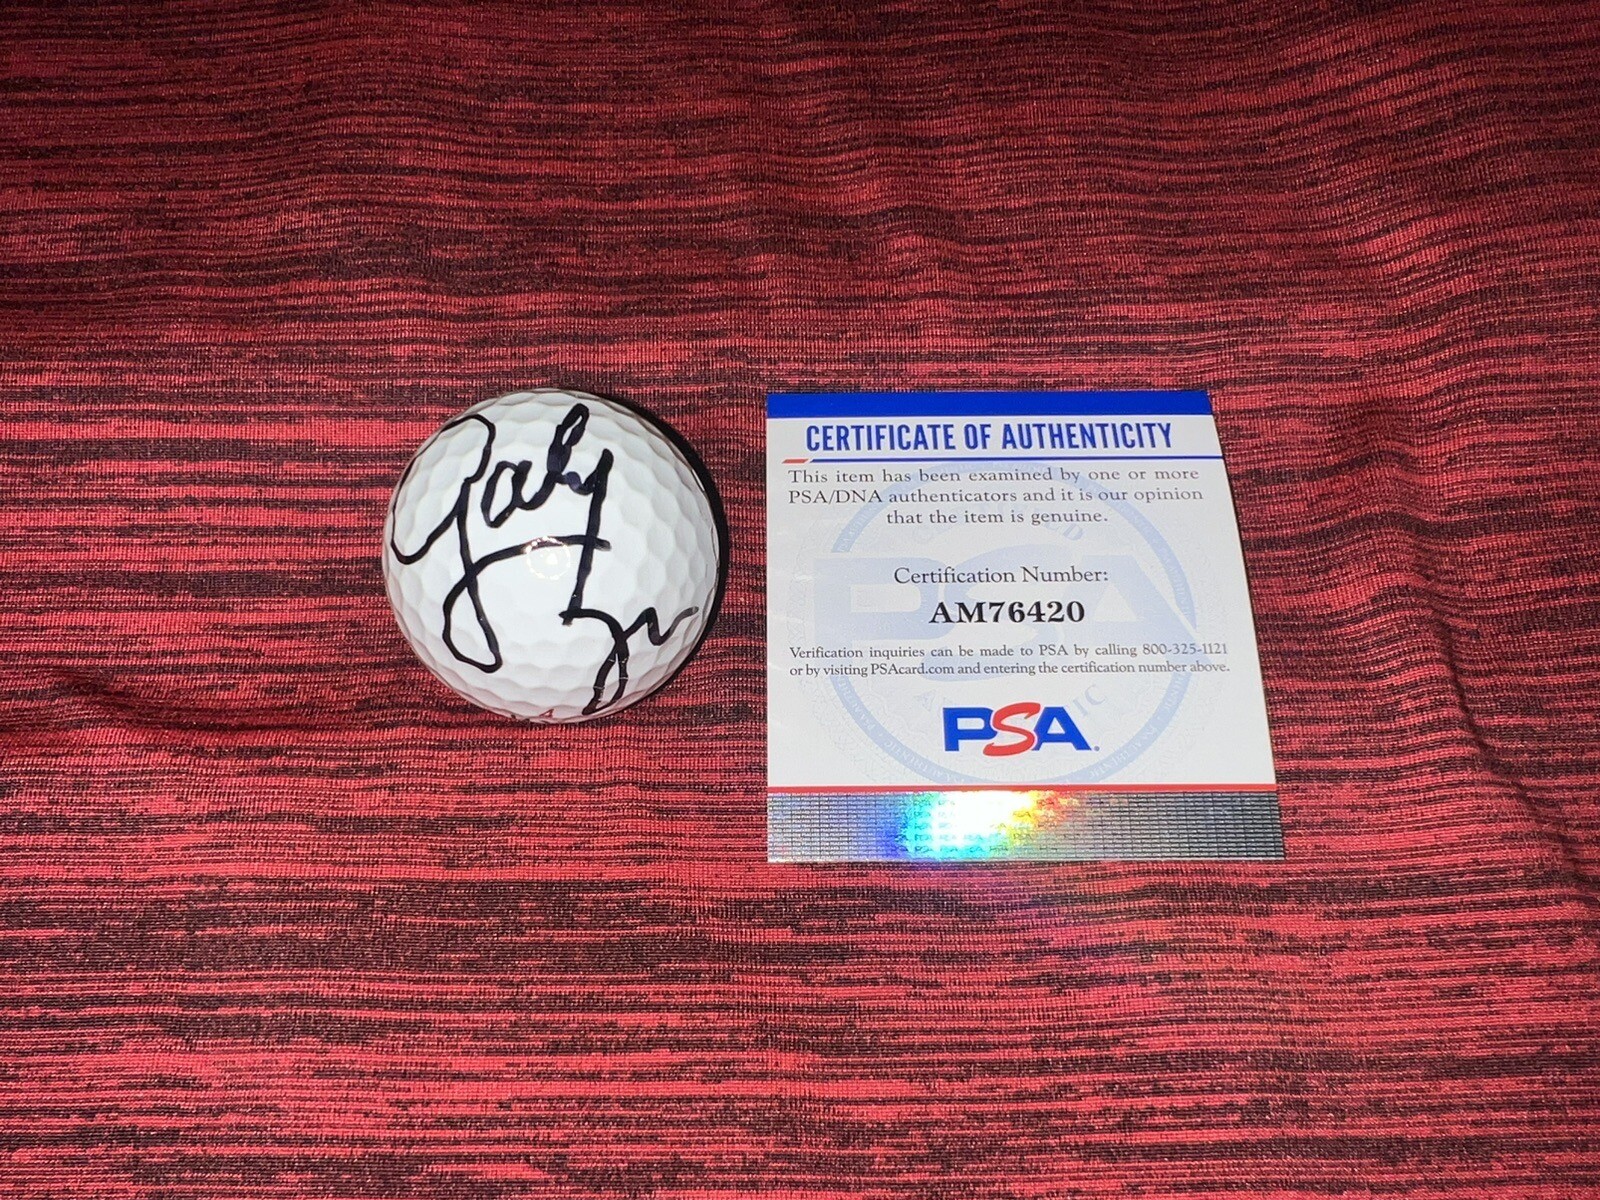 CERTIFICATE OF AUTHENTICITY
This item has been examined by one or more
PSA/DNA authenticators and it is our opinion
that the item is genuine.
Certification Number:
AM76420
Verification inquiries can be made to PSA by calling 800-325-1121
or by visiting PSAcard.com and entering the certification number above.
PSA